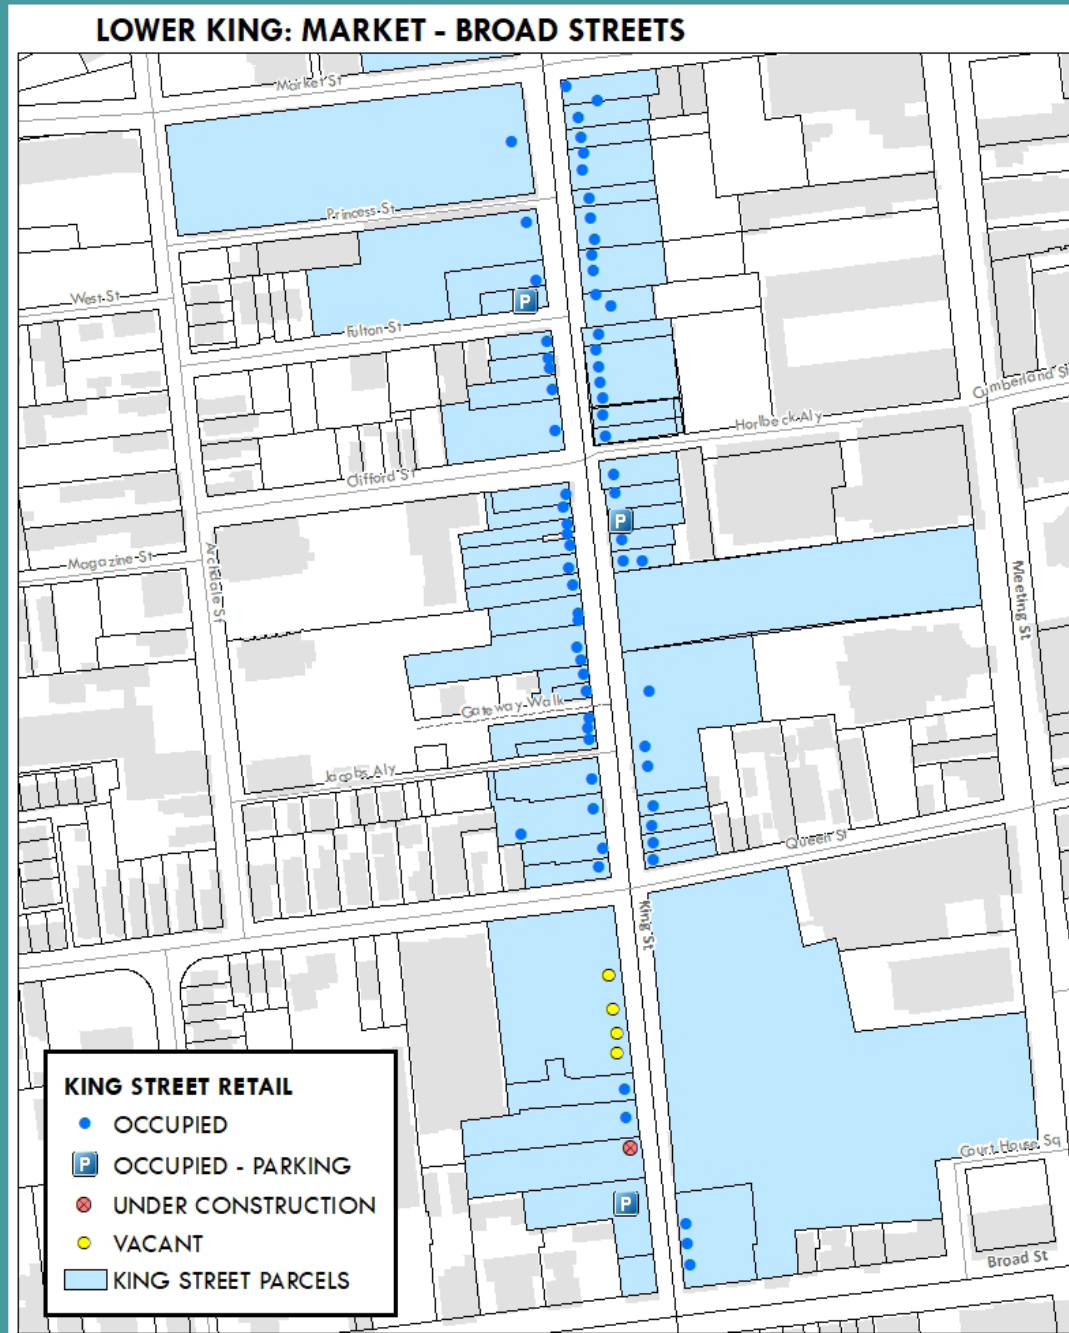 LOWER KING: MARKET - BROAD STREETS
Market St
Princess St
West St
Fulton St
Cumberland St
Horlbeck Aly
Clifford St
Magazine St
Archdale St
Meeting St
Gateway Walk
Jacobs Aly
Queen St
King St
P
P
P
Court House Sq
Broad St
KING STREET RETAIL
OCCUPIED
P OCCUPIED - PARKING
UNDER CONSTRUCTION
VACANT
KING STREET PARCELS